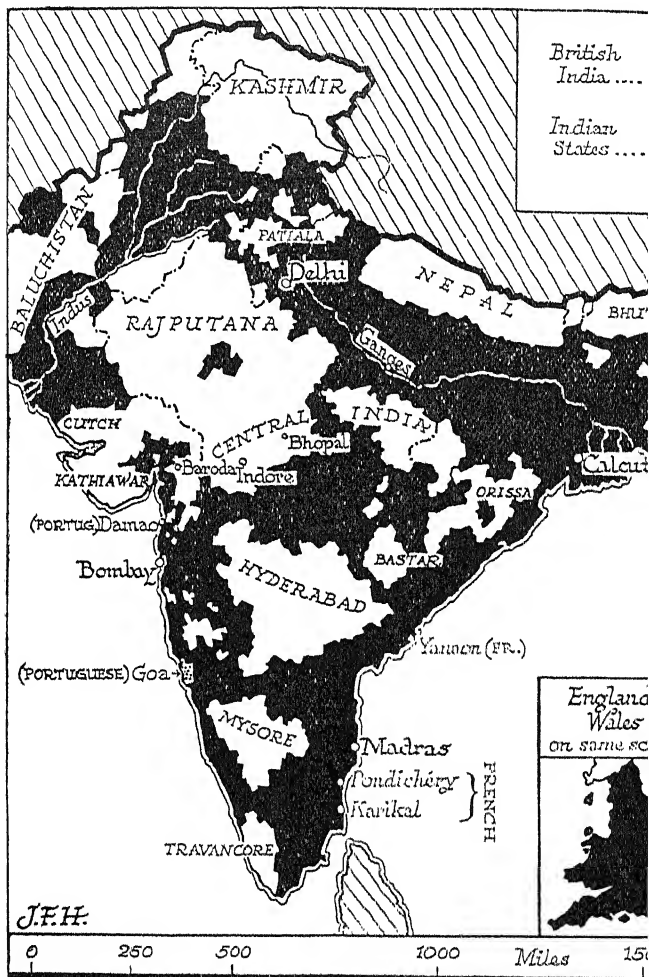 British
India ....
Indian
States ....
KASHMIR
BALUCHISTAN
PATIALA
Delhi
NEPAL
BHUT
Indus
RAJPUTANA
Ganges
CUTCH
CENTRAL INDIA
Bhopal
KATHIAWAR
Baroda
Indore
Calcut
ORISSA
(PORTUG.) Damao
BASTAR
Bombay
HYDERABAD
Yanaon (FR.)
(PORTUGUESE) Goa
MYSORE
England
Wales
on same sc
Madras
Pondichéry
Karikal
FRENCH
TRAVANCORE
J.F.H.
0 250 500 1000 Miles 150